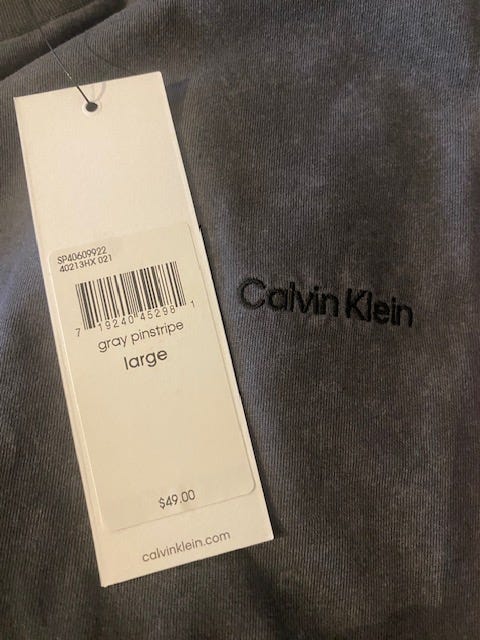 SP40609922
40213HX 021
7 19240 45298 1
gray pinstripe
large
$49.00
calvinklein.com
Calvin Klein